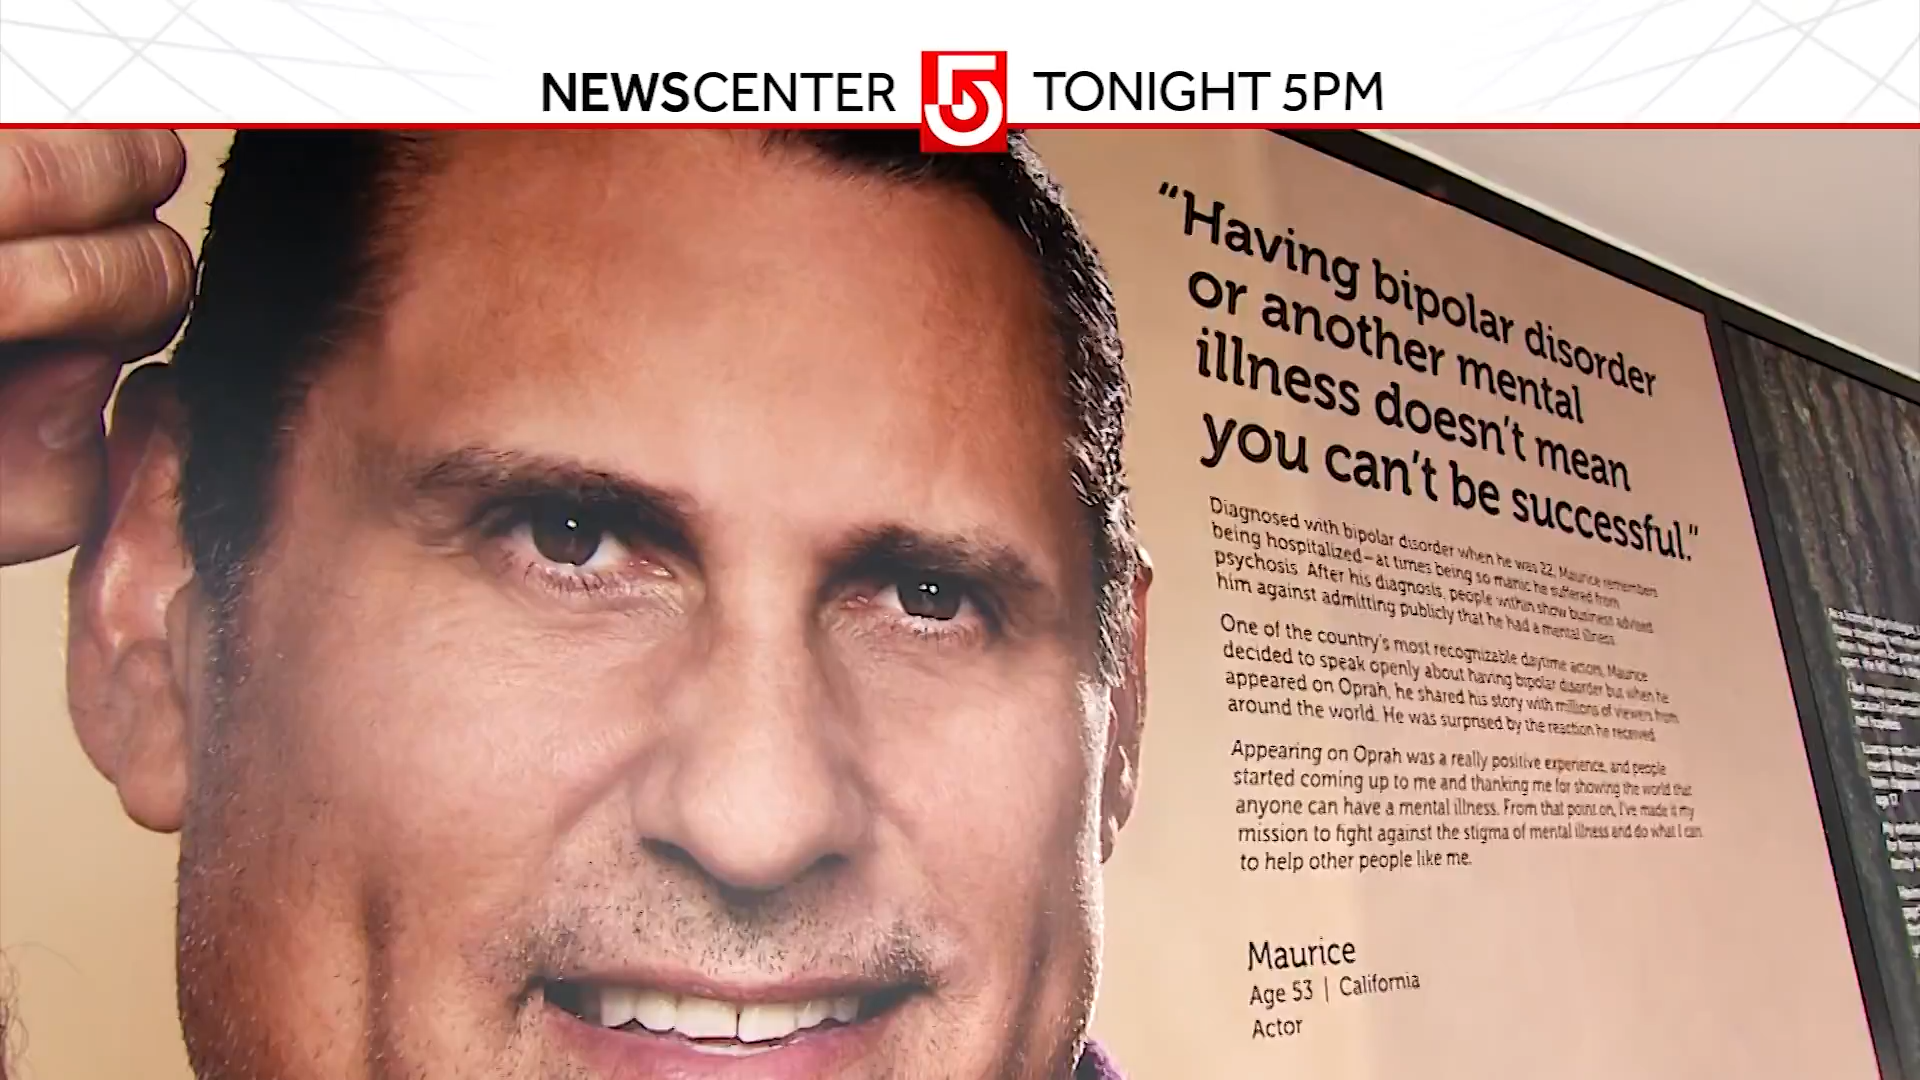 NEWSCENTER 5 TONIGHT 5PM
“Having bipolar disorder
or another mental
illness doesn’t mean
you can’t be successful.”
Diagnosed with bipolar disorder when he was 22, Maurice remembers
being hospitalized—at times being so manic he suffered from
psychosis. After his diagnosis, people within show business advised
him against admitting publicly that he had a mental illness.
One of the country’s most recognizable daytime actors, Maurice
decided to speak openly about having bipolar disorder but when he
appeared on Oprah, he shared his story with millions of viewers from
around the world. He was surprised by the reaction he received.
Appearing on Oprah was a really positive experience, and people
started coming up to me and thanking me for showing the world that
anyone can have a mental illness. From that point on, I’ve made it my
mission to fight against the stigma of mental illness and do what I can
to help other people like me.
Maurice
Age 53 | California
Actor